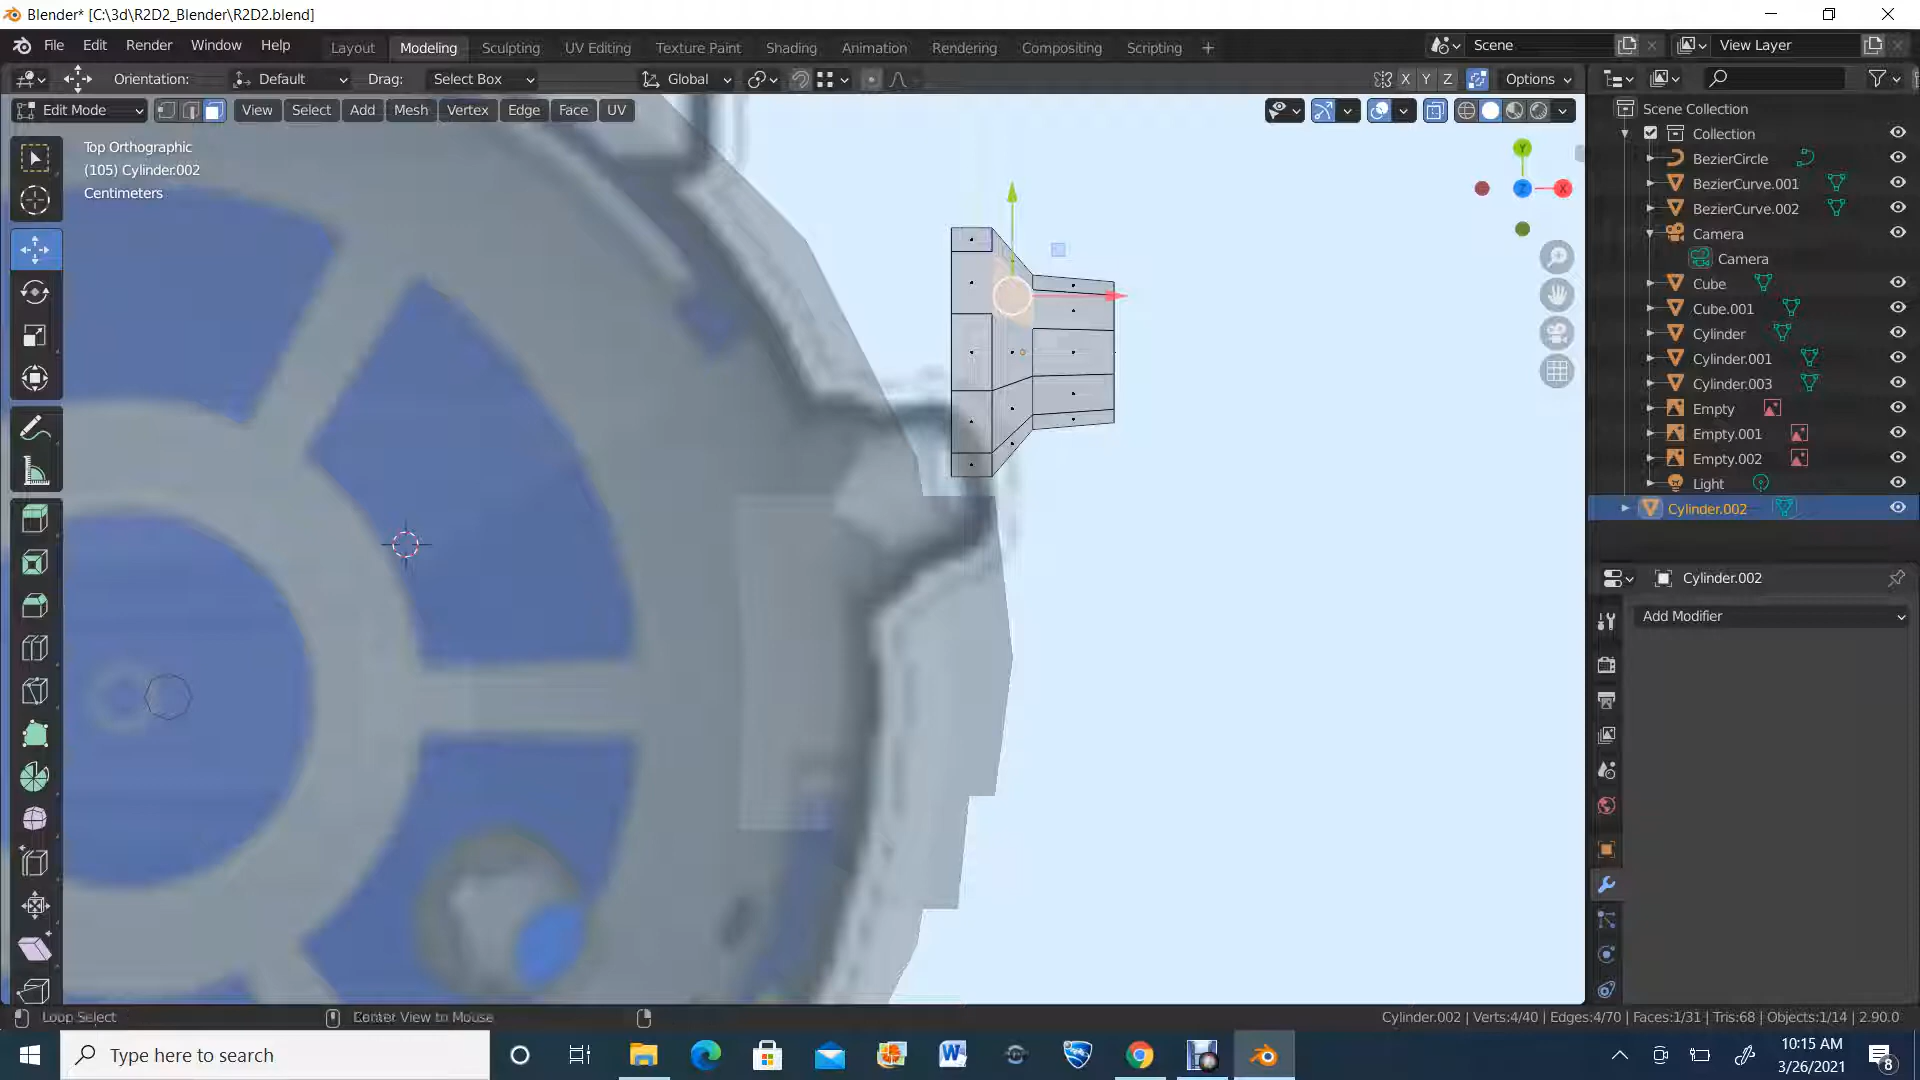 Blender* [C:\3d\R2D2_Blender\R2D2.blend]
File Edit Render Window Help Layout Modeling Sculpting UV Editing Texture Paint Shading Animation Rendering Compositing Scripting + Scene View Layer
Orientation: Default Drag: Select Box Global X Y Z Options
Edit Mode View Select Add Mesh Vertex Edge Face UV
Top Orthographic
(105) Cylinder.002
Centimeters
Y
Z
X
Scene Collection
Collection
BezierCircle
BezierCurve.001
BezierCurve.002
Camera
Camera
Cube
Cube.001
Cylinder
Cylinder.001
Cylinder.003
Empty
Empty.001
Empty.002
Light
Cylinder.002
Cylinder.002
Add Modifier
Loop Select Center View to Mouse Cylinder.002 | Verts:4/40 | Edges:4/70 | Faces:1/31 | Tris:68 | Objects:1/14 | 2.90.0
Type here to search
10:15 AM
3/26/2021
8